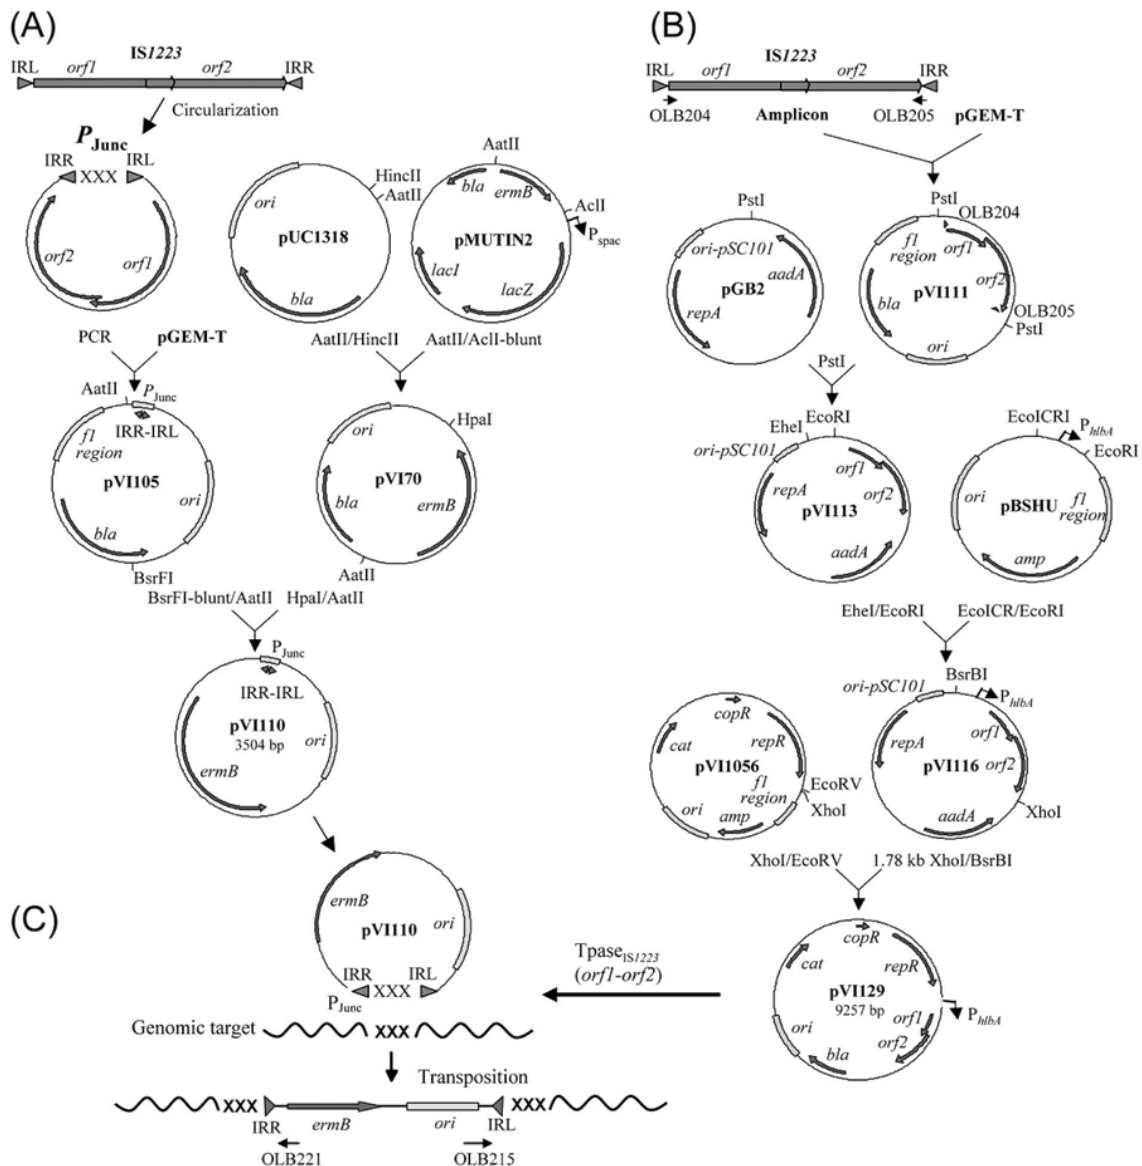 (A)
IS1223
IRL orf1 orf2 IRR
Circularization
PJunc
IRR XXX IRL
orf2 orf1
ori
HincII
AatII
pUC1318
bla
AatII
bla ermB
AclI
Pspac
pMUTIN2
lacI
lacZ
PCR pGEM-T
AatII/HincII AatII/AclI-blunt
AatII PJunc
IRR-IRL
f1
region
pVI105
ori
bla
BsrFI
ori
HpaI
pVI70
bla
ermB
AatII
BsrFI-blunt/AatII HpaI/AatII
PJunc
IRR-IRL
pVI110
3504 bp
ori
ermB
(B)
IS1223
IRL orf1 orf2 IRR
OLB204 Amplicon OLB205 pGEM-T
PstI
ori-pSC101
aadA
pGB2
repA
PstI
OLB204
f1
region
orf1
orf2
pVI111
bla
OLB205
PstI
ori
PstI
EcoRI
EheI
ori-pSC101
orf1
orf2
repA
pVI113
aadA
EcoICRI
PhlbA
EcoRI
ori
pBSHU
f1
region
amp
EheI/EcoRI EcoICR/EcoRI
copR
cat
repR
pVI1056
f1
region
EcoRV
XhoI
ori amp
BsrBI
ori-pSC101
PhlbA
repA
orf1
orf2
pVI116
XhoI
aadA
XhoI/EcoRV 1.78 kb XhoI/BsrBI
copR
cat
repR
pVI129
9257 bp
PhlbA
orf1
orf2
ori
bla
(C)
ermB
ori
pVI110
IRR IRL
PJunc XXX
TpaseIS1223
(orf1-orf2)
Genomic target XXX
Transposition
XXX XXX
IRR ermB ori IRL
OLB221 OLB215